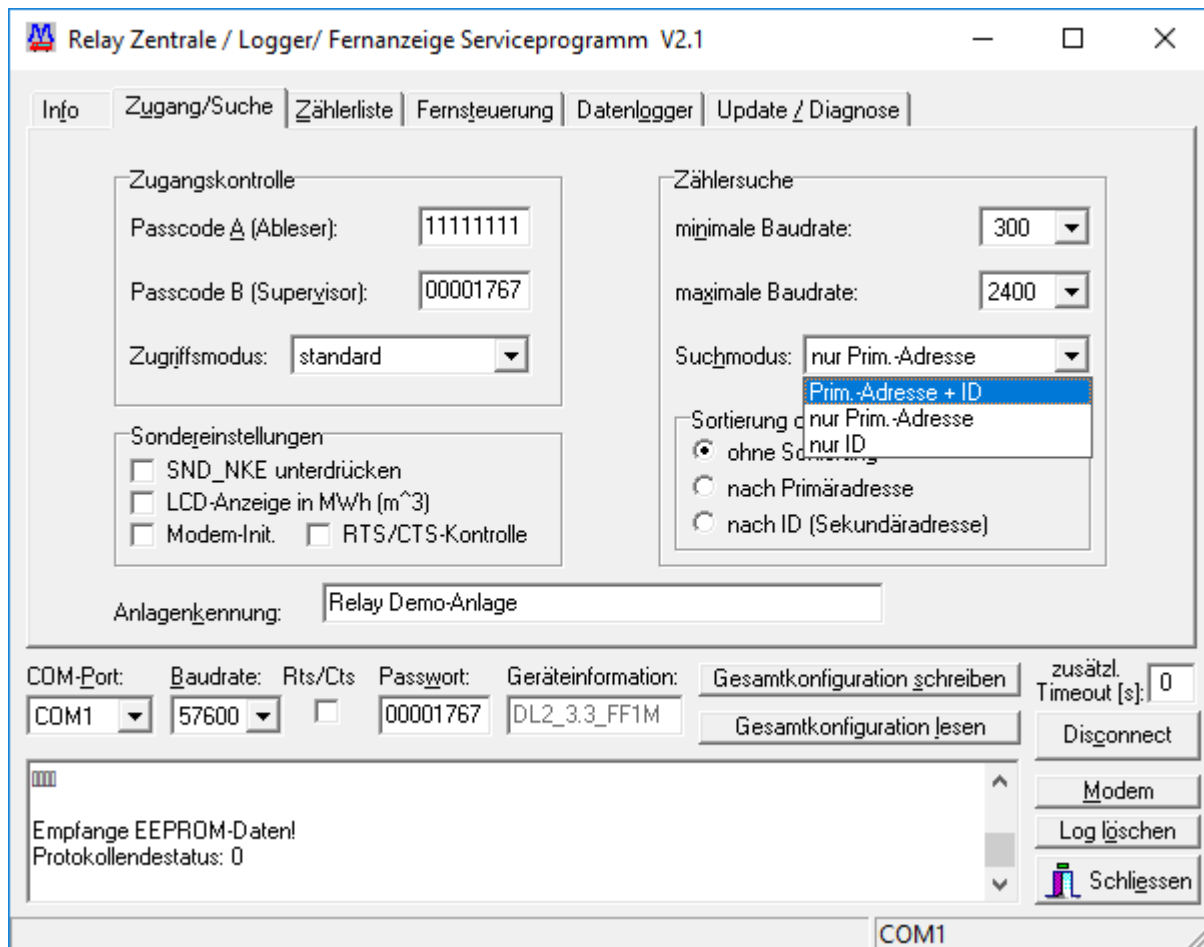 Relay Zentrale / Logger/ Fernanzeige Serviceprogramm V2.1
Info Zugang/Suche Zählerliste Fernsteuerung Datenlogger Update / Diagnose
Zugangskontrolle
Passcode A (Ableser): 11111111
Passcode B (Supervisor): 00001767
Zugriffsmodus: standard
Sondereinstellungen
SND_NKE unterdrücken
LCD-Anzeige in MWh (m^3)
Modem-Init. RTS/CTS-Kontrolle
Zählersuche
minimale Baudrate: 300
maximale Baudrate: 2400
Suchmodus: nur Prim.-Adresse
Prim.-Adresse + ID
nur Prim.-Adresse
nur ID
Sortierung
ohne Sortierung
nach Primäradresse
nach ID (Sekundäradresse)
Anlagenkennung: Relay Demo-Anlage
COM-Port: Baudrate: Rts/Cts Passwort: Geräteinformation: Gesamtkonfiguration schreiben zusätzl.
Timeout [s]: 0
COM1 57600 00001767 DL2_3.3_FF1M Gesamtkonfiguration lesen Disconnect
Empfange EEPROM-Daten!
Protokollendestatus: 0
Modem
Log löschen
Schliessen
COM1